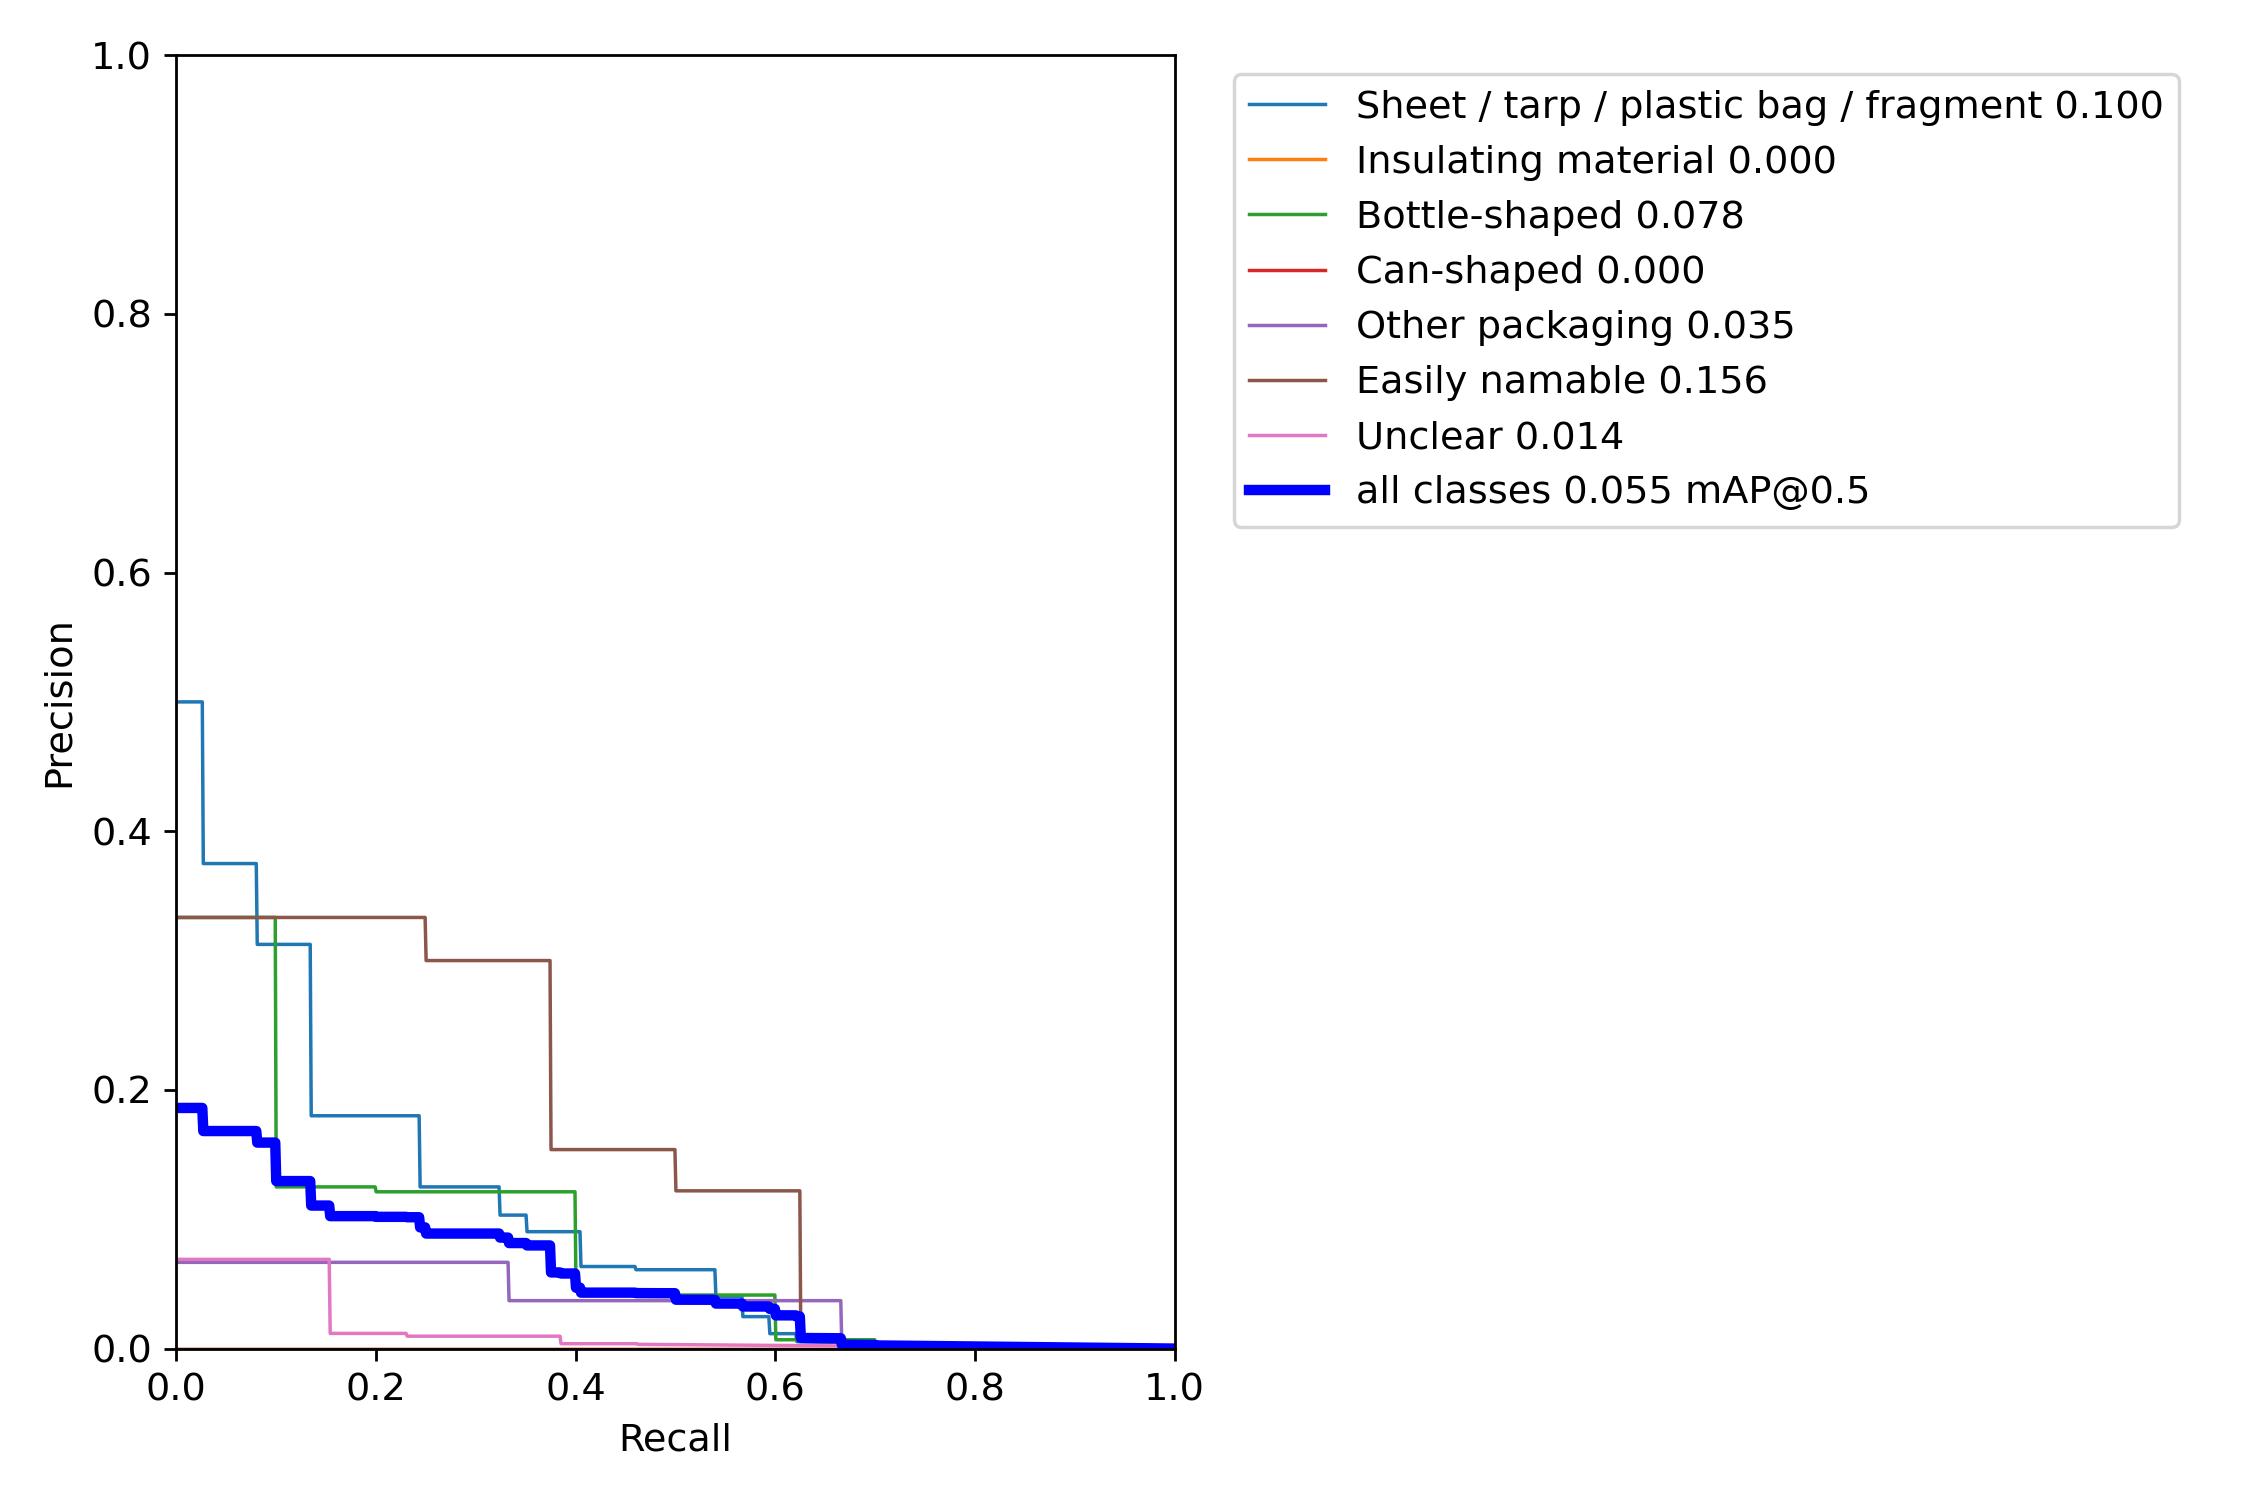 1.0
0.8
0.6
0.4
0.2
0.0
0.0 0.2 0.4 0.6 0.8 1.0
Precision
Recall
Sheet / tarp / plastic bag / fragment 0.100
Insulating material 0.000
Bottle-shaped 0.078
Can-shaped 0.000
Other packaging 0.035
Easily namable 0.156
Unclear 0.014
all classes 0.055 mAP@0.5